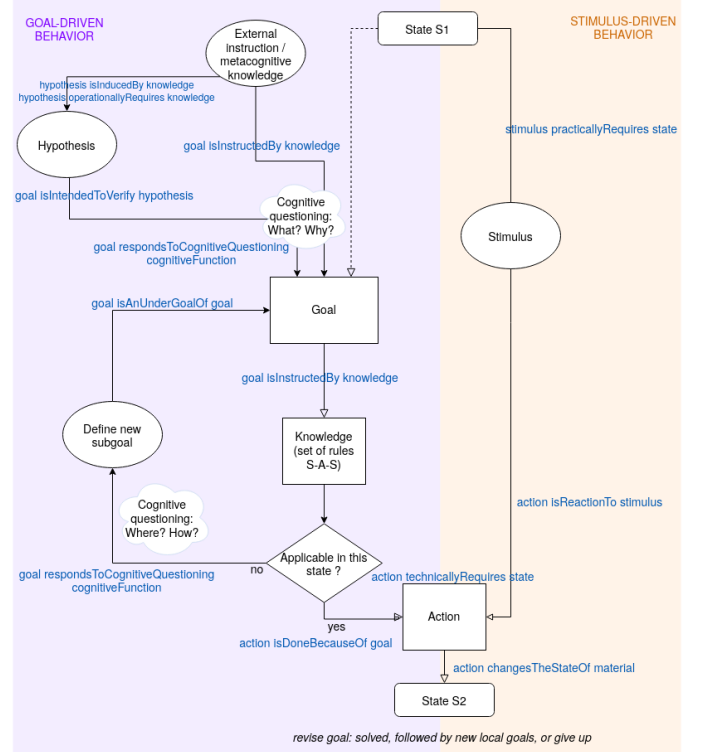 GOAL-DRIVEN
BEHAVIOR
STIMULUS-DRIVEN
BEHAVIOR
External
instruction /
metacognitive
knowledge
State S1
hypothesis isInducedBy knowledge
hypothesis operationallyRequires knowledge
stimulus practicallyRequires state
Hypothesis
goal isInstructedBy knowledge
goal isIntendedToVerify hypothesis
Cognitive
questioning:
What? Why?
Stimulus
goal respondsToCognitiveQuestioning
cognitiveFunction
goal isAnUnderGoalOf goal
Goal
goal isInstructedBy knowledge
Define new
subgoal
Knowledge
(set of rules
S-A-S)
Cognitive
questioning:
Where? How?
action isReactionTo stimulus
Applicable in this
state ?
no
goal respondsToCognitiveQuestioning
cognitiveFunction
action technicallyRequires state
Action
yes
action isDoneBecauseOf goal
action changesTheStateOf material
State S2
revise goal: solved, followed by new local goals, or give up